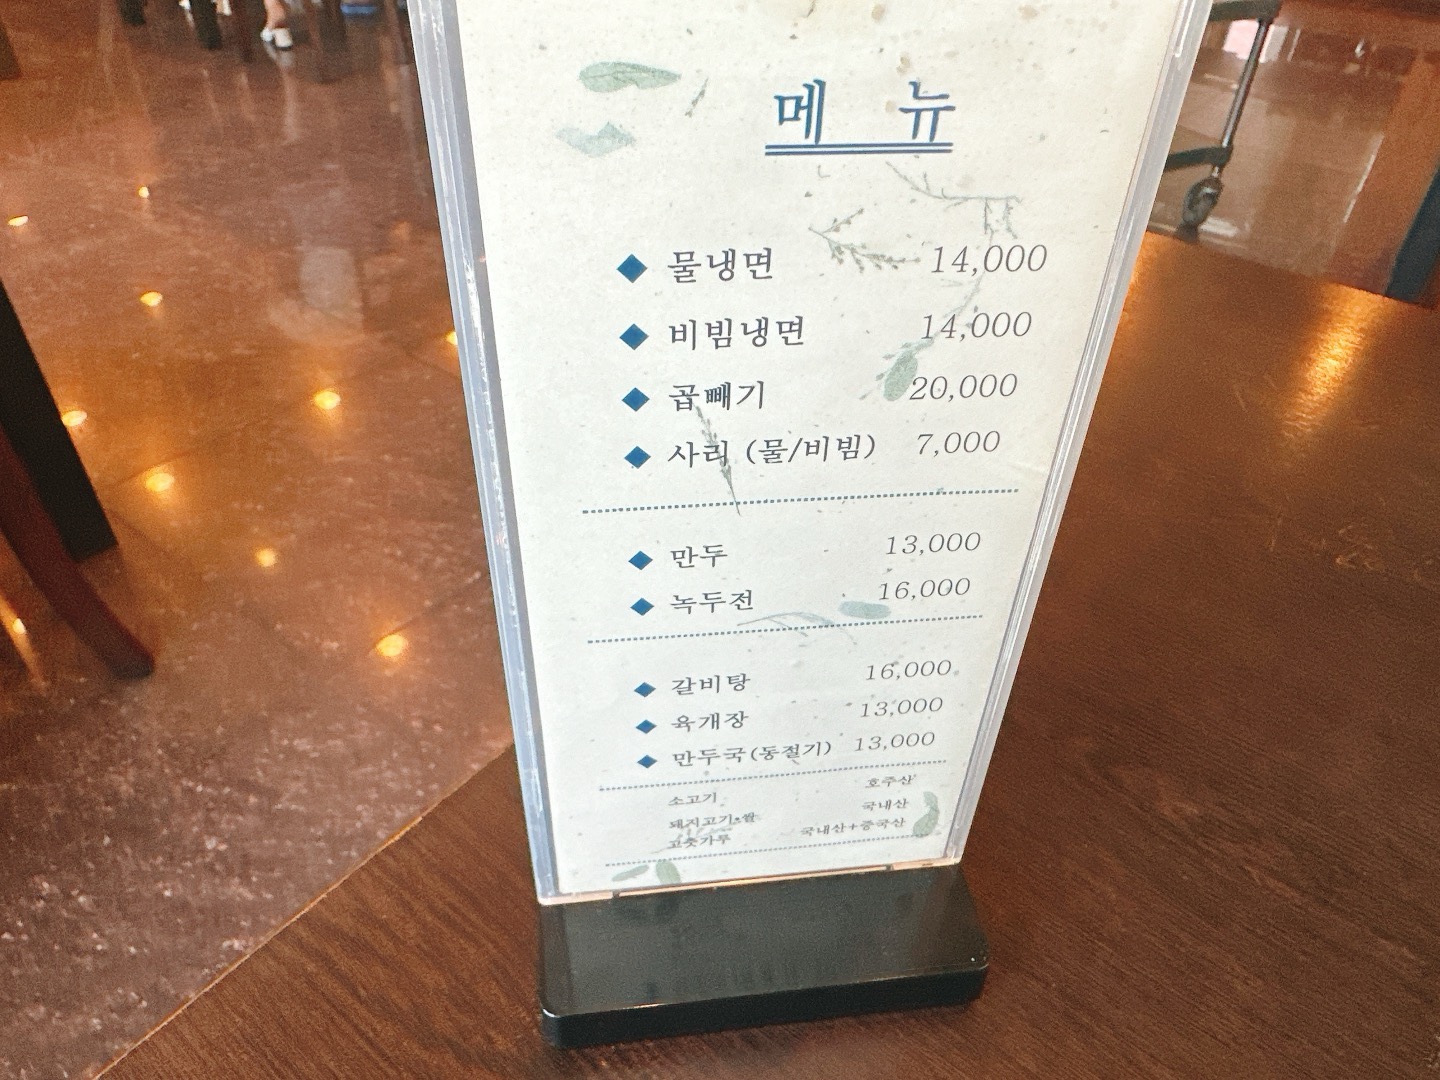 메 뉴
◆ 물냉면 14,000
◆ 비빔냉면 14,000
◆ 곱빼기 20,000
◆ 사리 (물/비빔) 7,000
◆ 만두 13,000
◆ 녹두전 16,000
◆ 갈비탕 16,000
◆ 육개장 13,000
◆ 만두국(동절기) 13,000
소고기 호주산
돼지고기•쌀 국내산
고춧가루 국내산+중국산